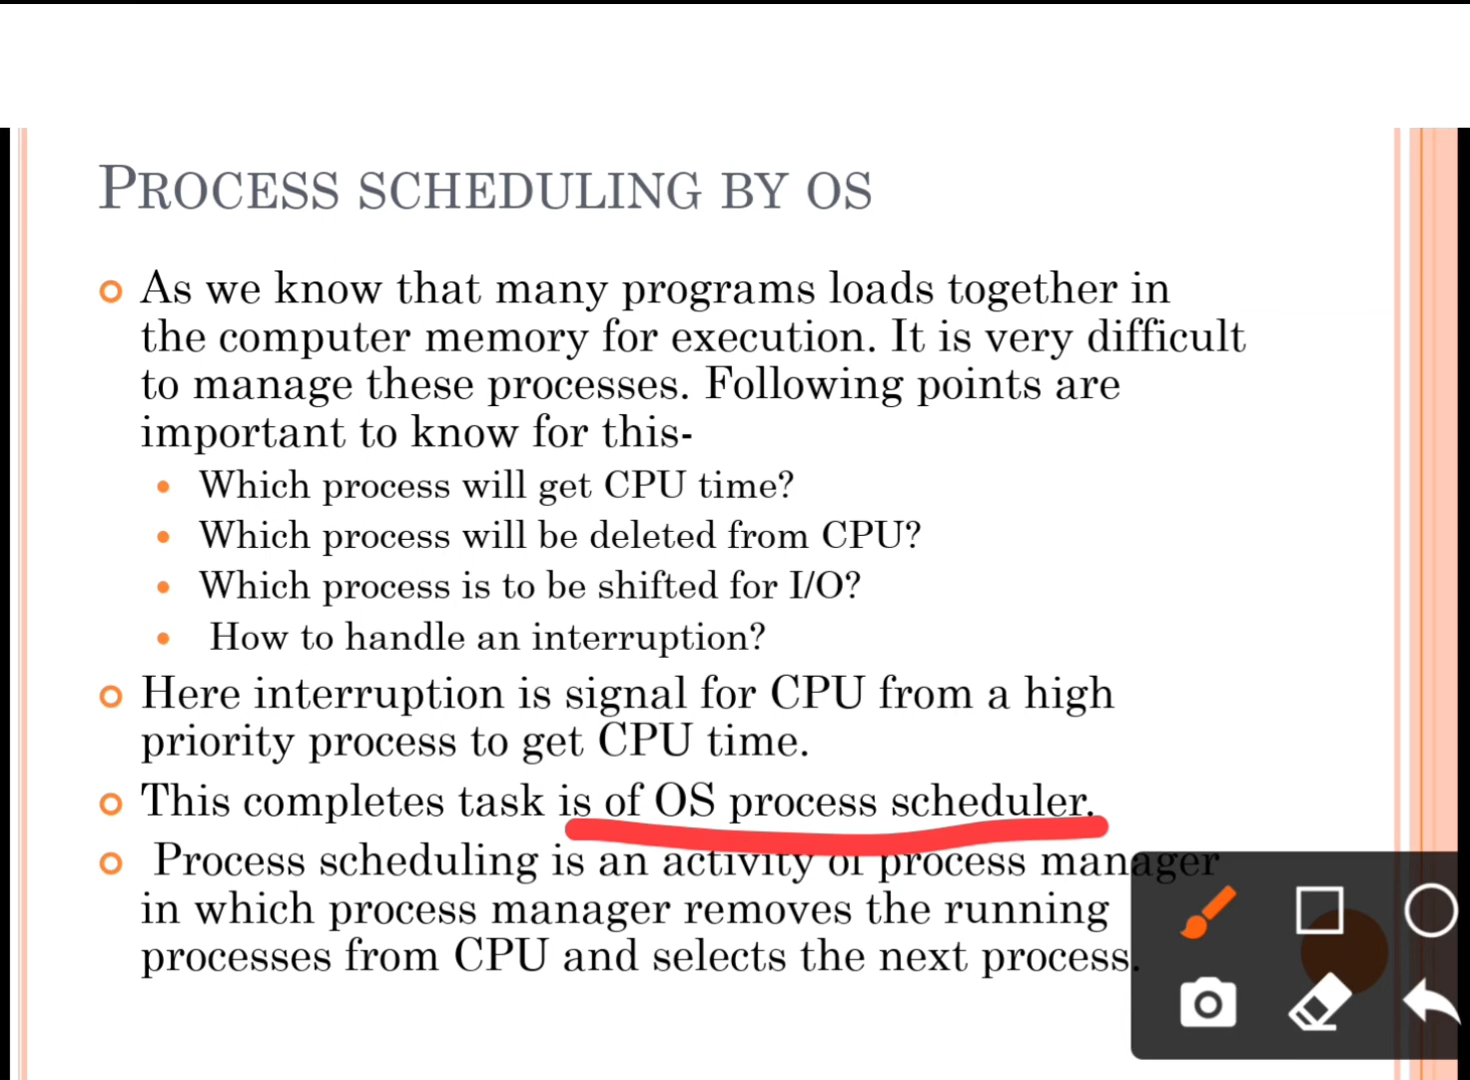 PROCESS SCHEDULING BY OS
As we know that many programs loads together in
the computer memory for execution. It is very difficult
to manage these processes. Following points are
important to know for this-
Which process will get CPU time?
Which process will be deleted from CPU?
Which process is to be shifted for I/O?
How to handle an interruption?
Here interruption is signal for CPU from a high
priority process to get CPU time.
This completes task is of OS process scheduler.
Process scheduling is an activity of process manager
in which process manager removes the running
processes from CPU and selects the next process.